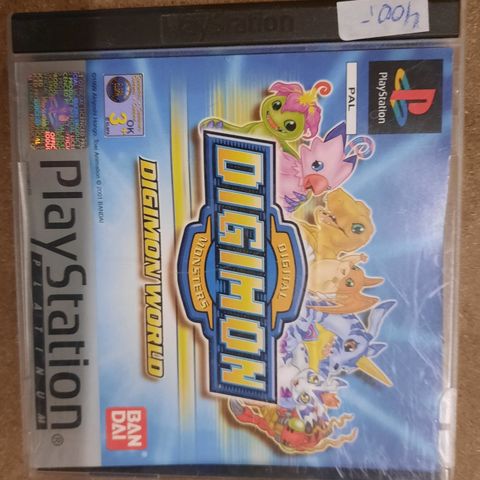 PlayStation
400,-
PlayStation
PLATINUM
PlayStation
PAL
OK
3+
DIGIMON
DIGITAL
MONSTERS
DIGIMON WORLD
BAN
DAI